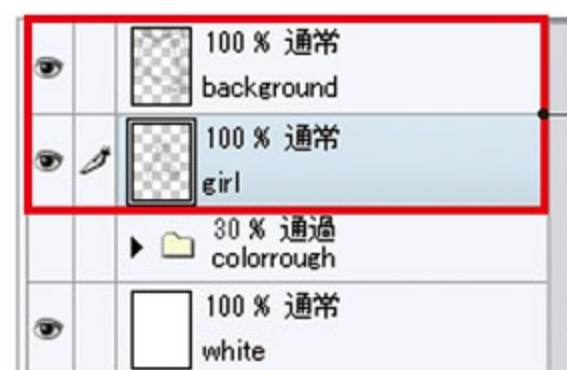 100 % 通常
background
100 % 通常
girl
30 % 通過
colorrough
100 % 通常
white